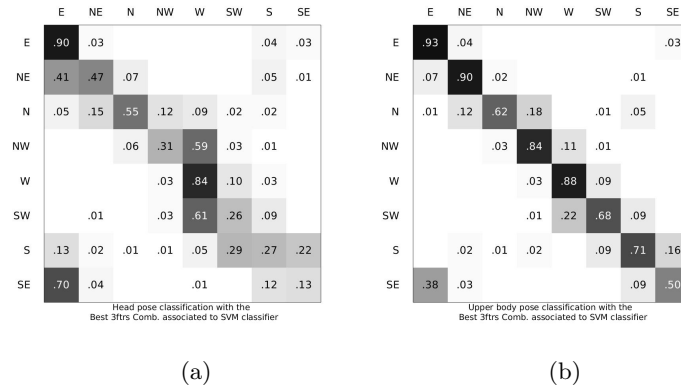 E NE N NW W SW S SE
E .90 .03 .04 .03
NE .41 .47 .07 .05 .01
N .05 .15 .55 .12 .09 .02 .02
NW .06 .31 .59 .03 .01
W .03 .84 .10 .03
SW .01 .03 .61 .26 .09
S .13 .02 .01 .01 .05 .29 .27 .22
SE .70 .04 .01 .12 .13
Head pose classification with the
Best 3ftrs Comb. associated to SVM classifier
(a)
E NE N NW W SW S SE
E .93 .04 .03
NE .07 .90 .02 .01
N .01 .12 .62 .18 .01 .05
NW .03 .84 .11 .01
W .03 .88 .09
SW .01 .22 .68 .09
S .02 .01 .02 .09 .71 .16
SE .38 .03 .09 .50
Upper body pose classification with the
Best 3ftrs Comb. associated to SVM classifier
(b)